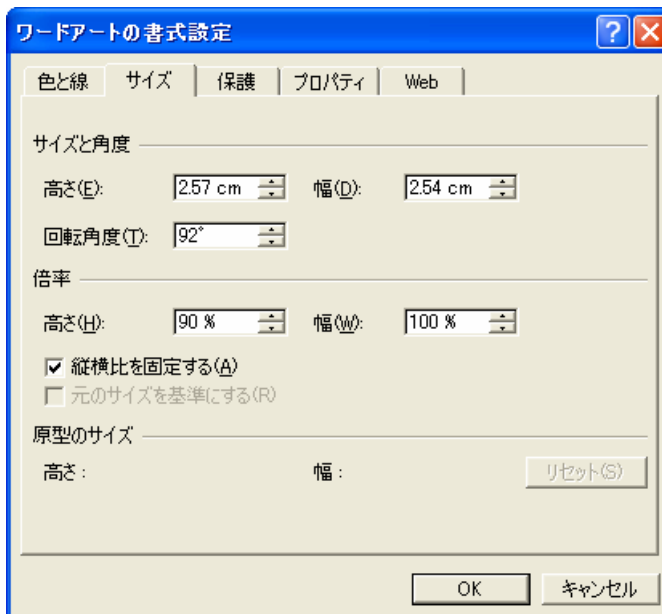 ワードアートの書式設定
色と線 サイズ 保護 プロパティ Web
サイズと角度
高さ(E): 2.57 cm 幅(D): 2.54 cm
回転角度(T): 92°
倍率
高さ(H): 90 % 幅(W): 100 %
縦横比を固定する(A)
元のサイズを基準にする(R)
原型のサイズ
高さ: 幅: リセット(S)
OK キャンセル